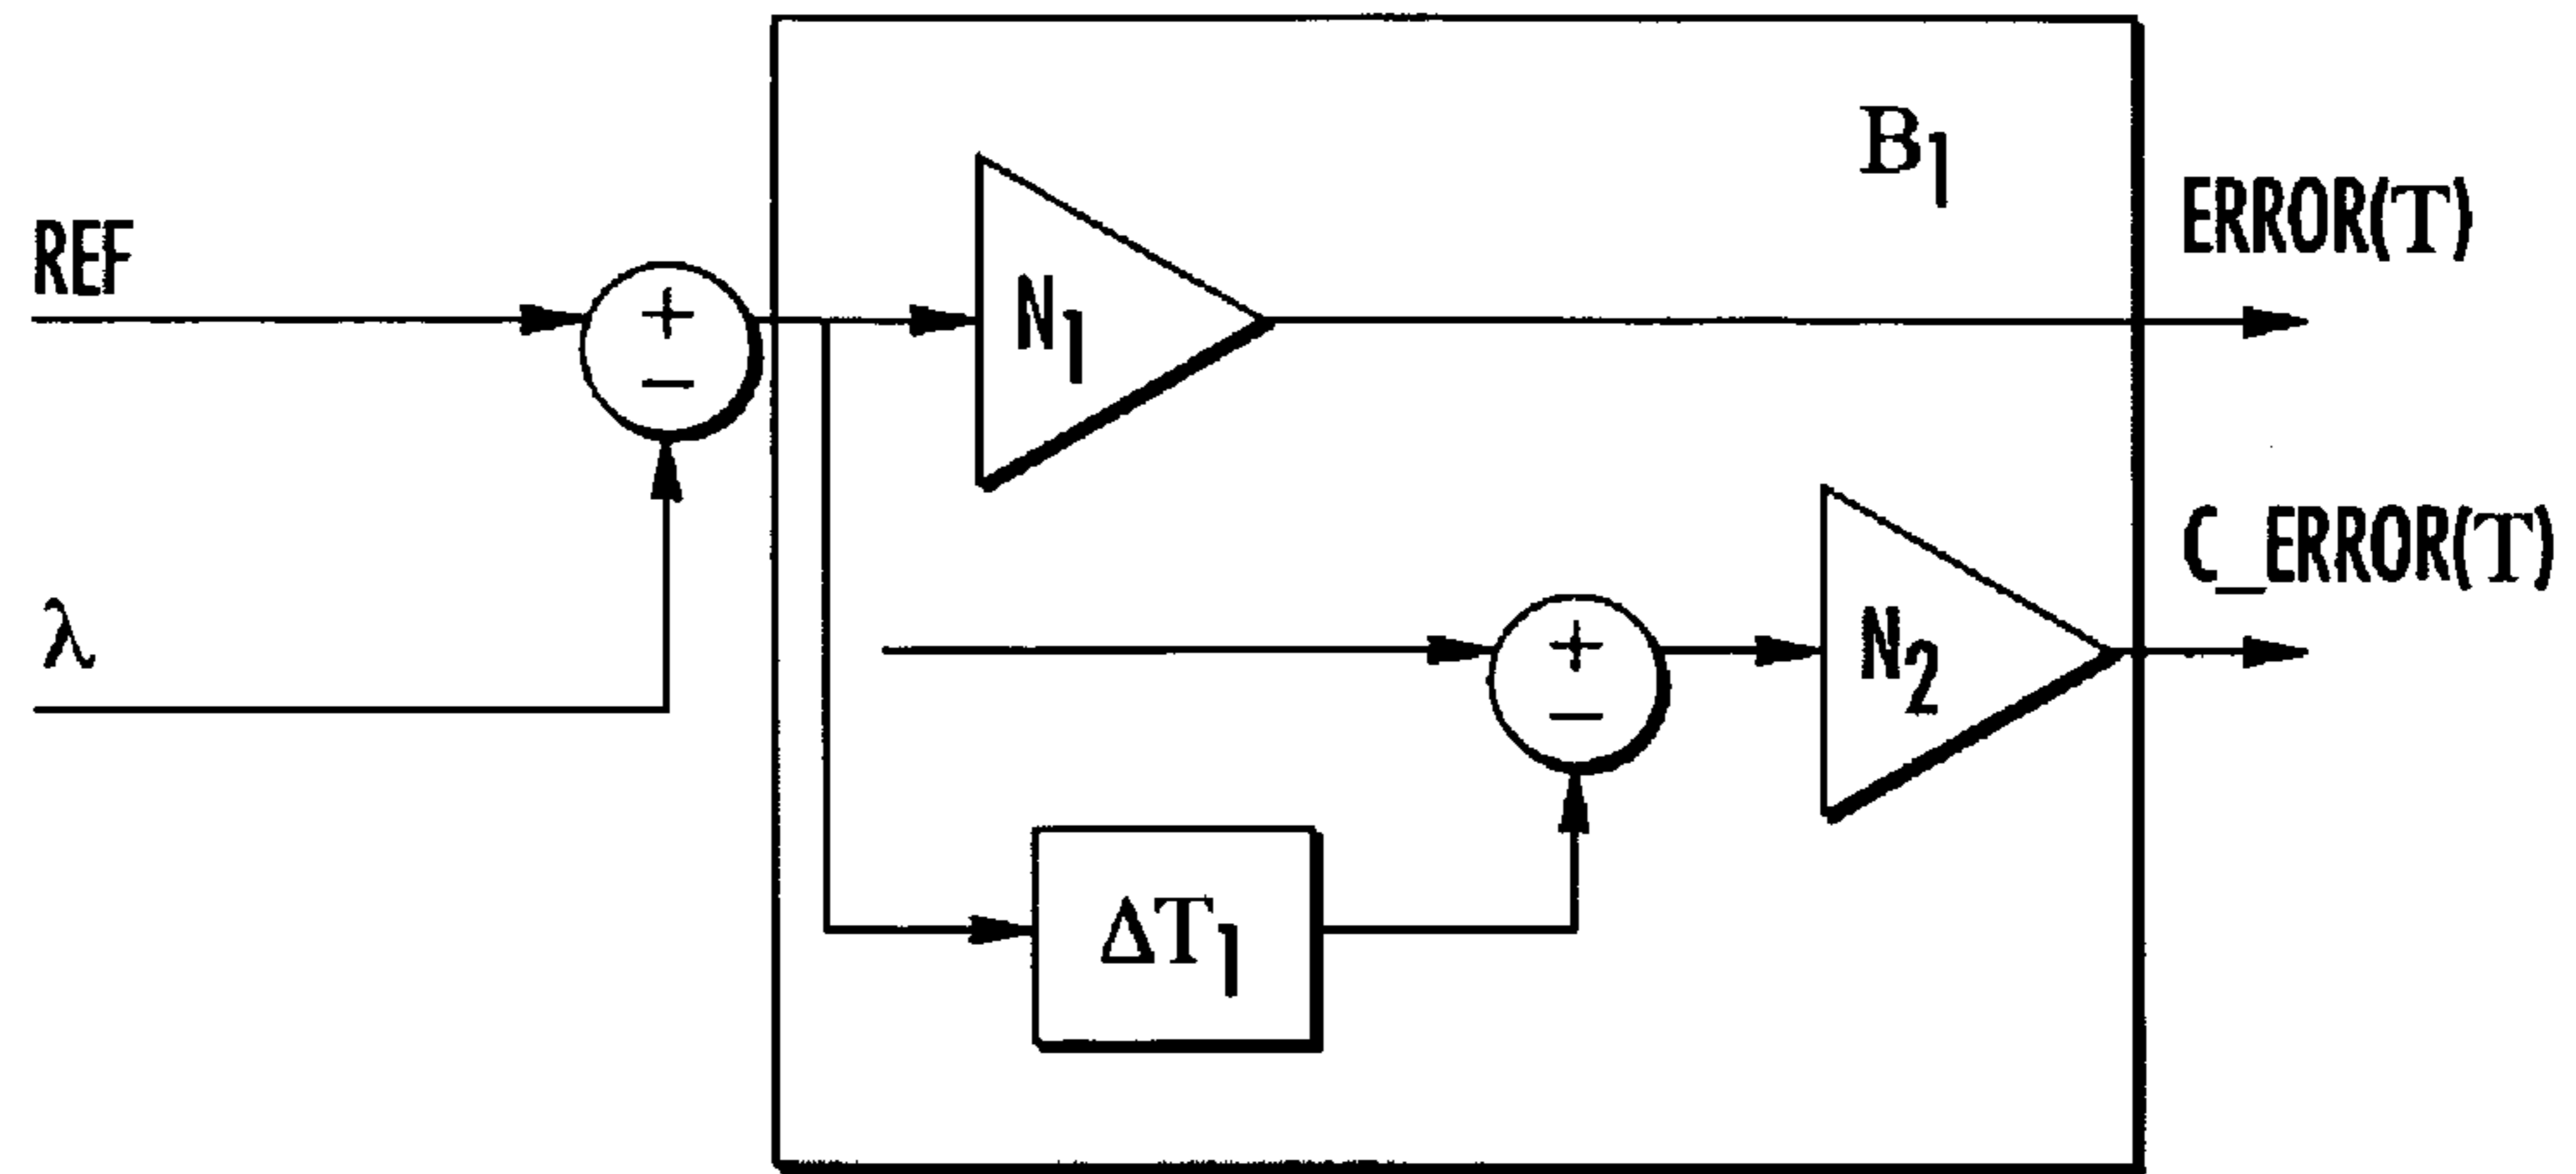 B1
ERROR(T)
REF
+
−
N1
C_ERROR(T)
λ
+
−
N2
ΔT1